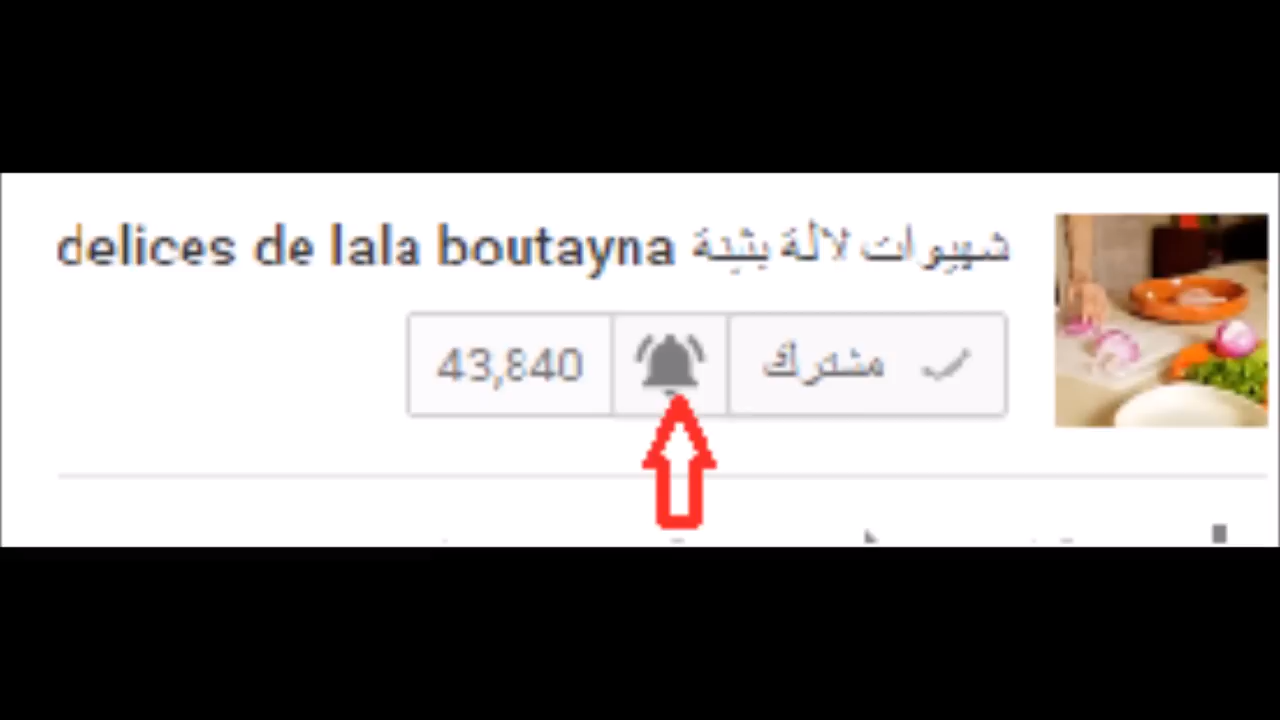 delices de lala boutayna شهيوات لالة بثينة
مشترك
43,840